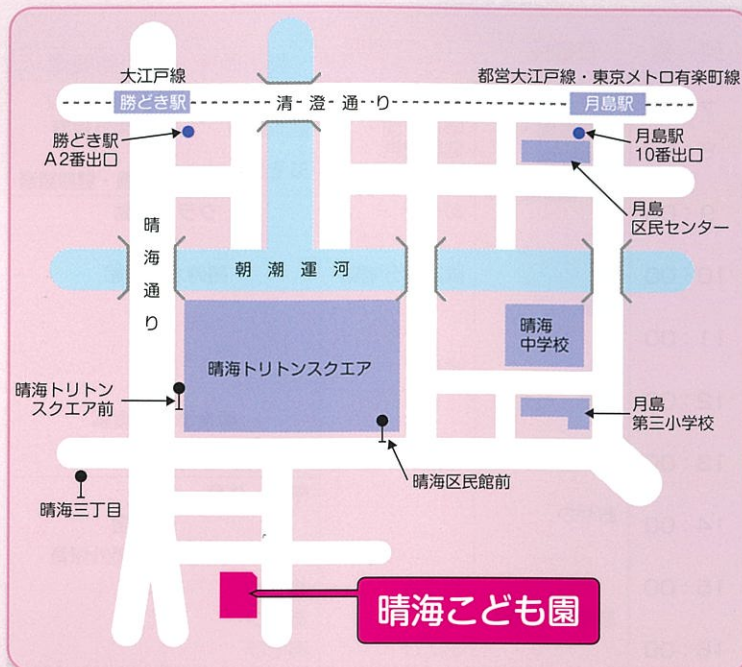 大江戸線
勝どき駅
清澄通り
都営大江戸線・東京メトロ有楽町線
月島駅
勝どき駅
A2番出口
月島駅
10番出口
月島
区民センター
晴海通り
朝潮運河
晴海
中学校
晴海トリトンスクエア
晴海トリトン
スクエア前
月島
第三小学校
晴海区民館前
晴海三丁目
晴海こども園